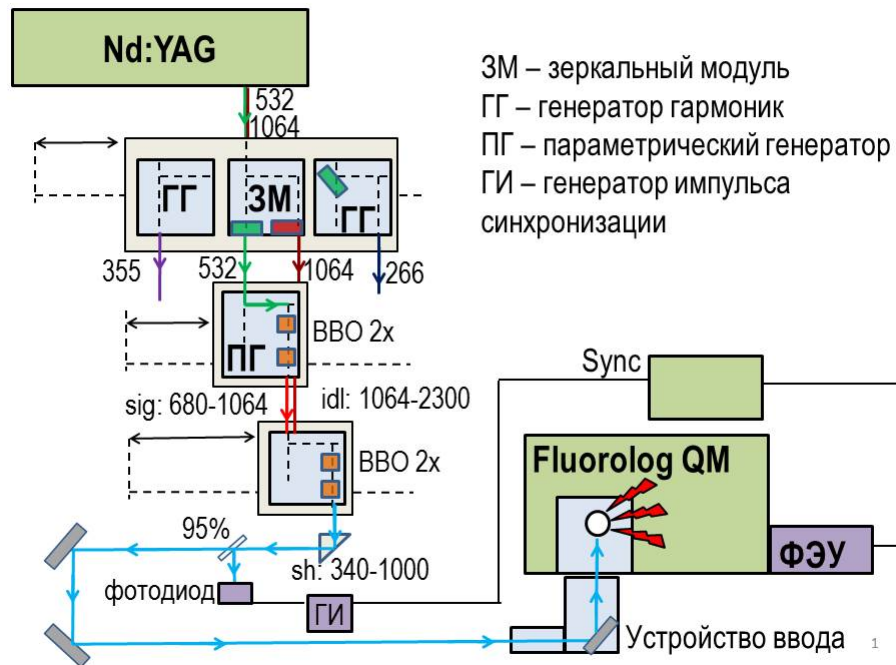 Nd:YAG
532
1064
ЗМ – зеркальный модуль
ГГ – генератор гармоник
ПГ – параметрический генератор
ГИ – генератор импульса
синхронизации
ГГ
ЗМ
ГГ
355
532
1064
266
ПГ
BBO 2x
sig: 680-1064
idl: 1064-2300
BBO 2x
Sync
Fluorolog QM
ФЭУ
95%
sh: 340-1000
фотодиод
ГИ
Устройство ввода
1